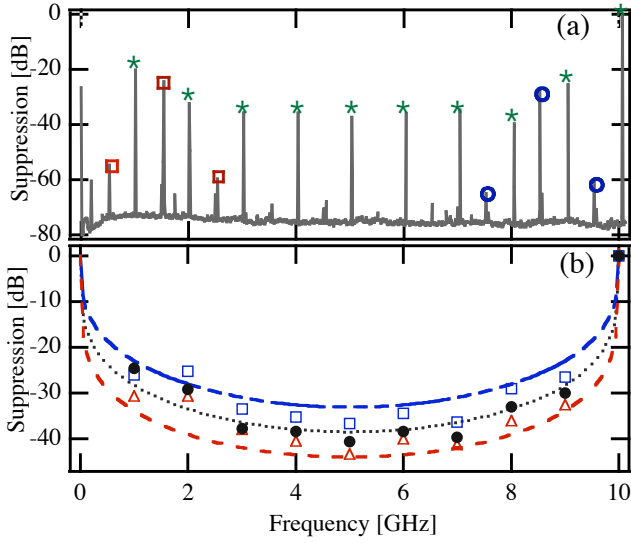 0
-20
-40
-60
-80
Suppression [dB]
(a)
0
-10
-20
-30
-40
Suppression [dB]
(b)
0 2 4 6 8 10
Frequency [GHz]